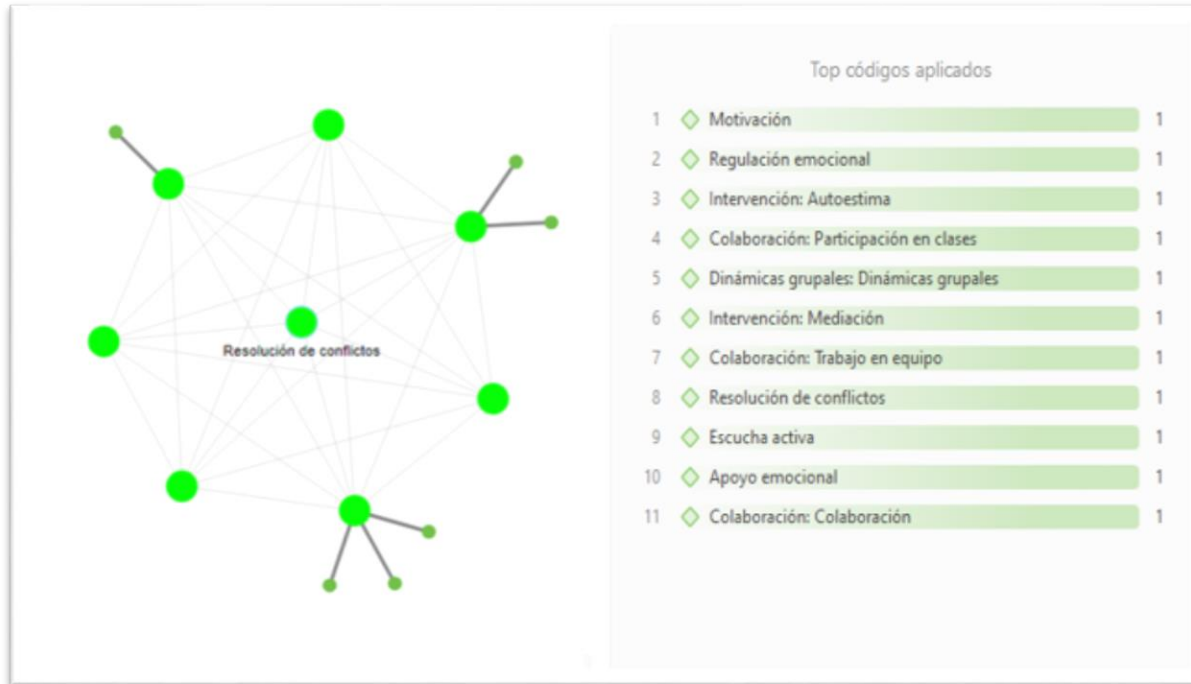 Resolución de conflictos
Top códigos aplicados
1 Motivación 1
2 Regulación emocional 1
3 Intervención: Autoestima 1
4 Colaboración: Participación en clases 1
5 Dinámicas grupales: Dinámicas grupales 1
6 Intervención: Mediación 1
7 Colaboración: Trabajo en equipo 1
8 Resolución de conflictos 1
9 Escucha activa 1
10 Apoyo emocional 1
11 Colaboración: Colaboración 1